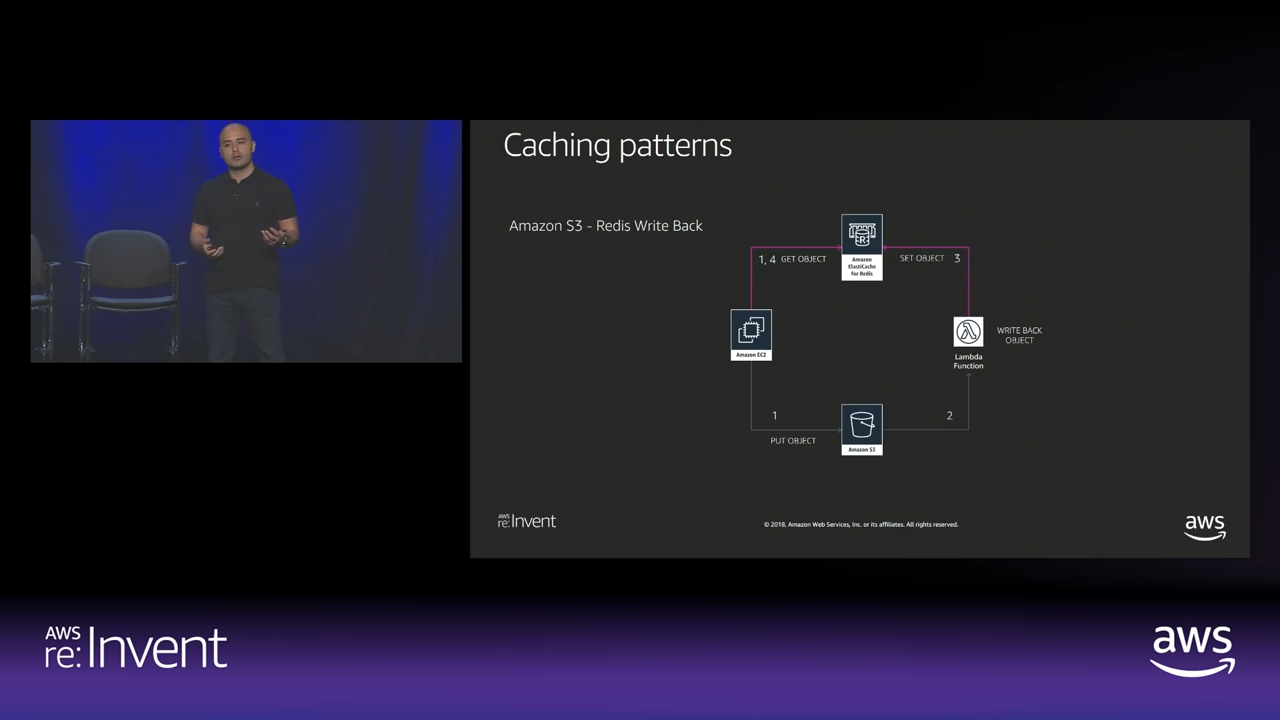 Caching patterns
Amazon S3 - Redis Write Back
R
Amazon
ElastiCache
for Redis
1, 4 GET OBJECT
SET OBJECT 3
Amazon EC2
Lambda
Function
WRITE BACK
OBJECT
1
PUT OBJECT
2
Amazon S3
AWS
re:Invent
© 2018, Amazon Web Services, Inc. or its affiliates. All rights reserved.
aws
AWS
re:Invent
aws